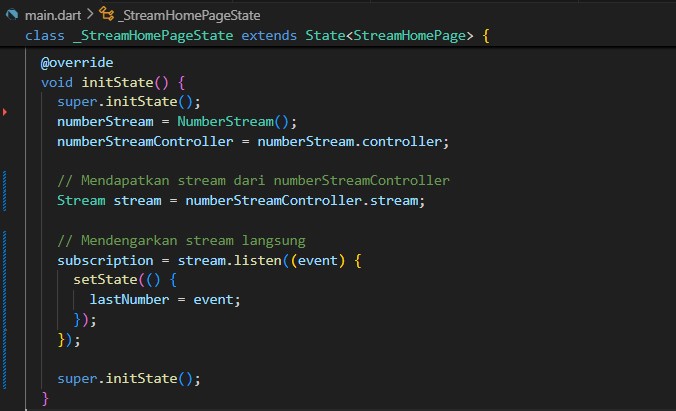 main.dart > _StreamHomePageState
class _StreamHomePageState extends State<StreamHomePage> {
@override
void initState() {
super.initState();
numberStream = NumberStream();
numberStreamController = numberStream.controller;
// Mendapatkan stream dari numberStreamController
Stream stream = numberStreamController.stream;
// Mendengarkan stream langsung
subscription = stream.listen((event) {
setState(() {
lastNumber = event;
});
});
super.initState();
}